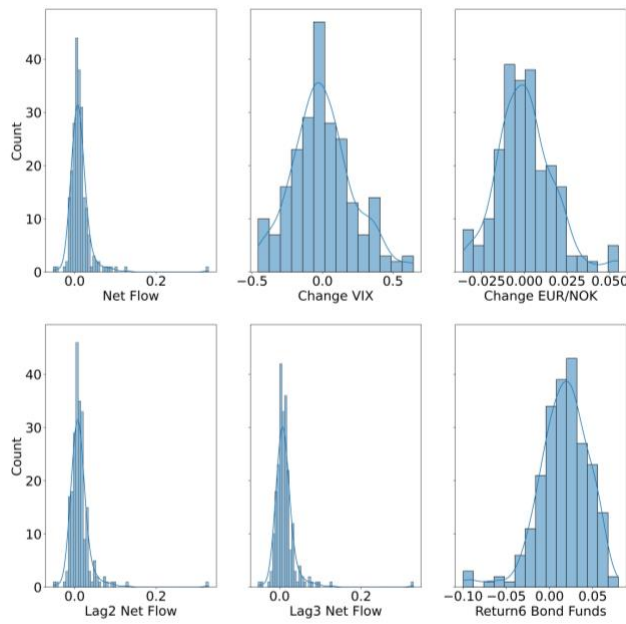 Count
40
30
20
10
0
0.0 0.2
Net Flow
−0.5 0.0 0.5
Change VIX
−0.025 0.000 0.025 0.050
Change EUR/NOK
Count
40
30
20
10
0
0.0 0.2
Lag2 Net Flow
0.0 0.2
Lag3 Net Flow
−0.10 −0.05 0.00 0.05
Return6 Bond Funds